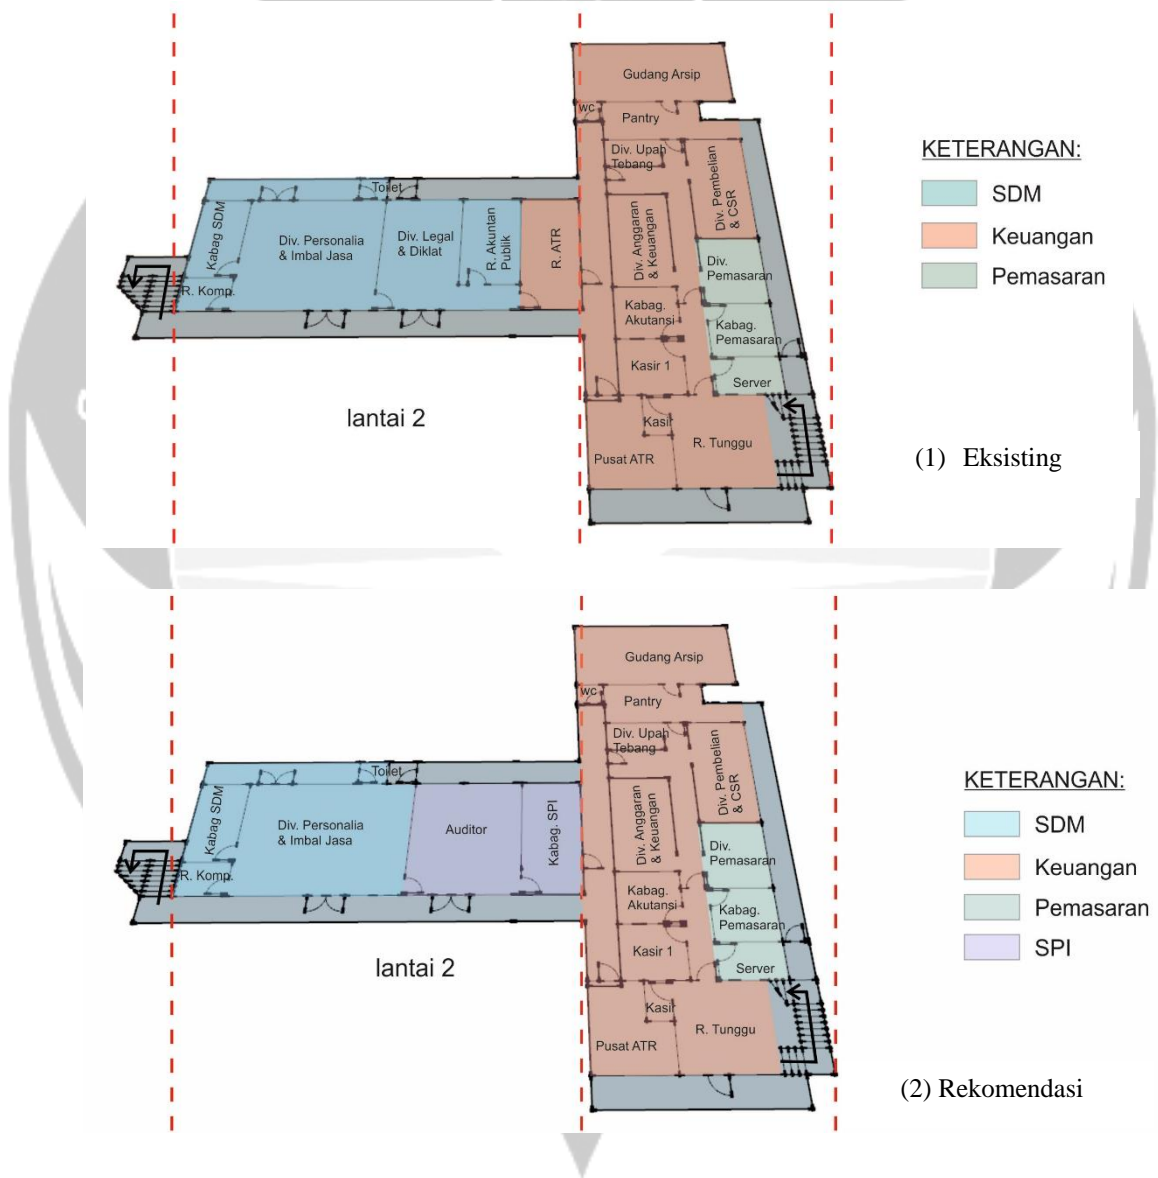 Gudang Arsip
wc
Pantry
Div. Upah
Tebang
Div. Pembelian
& CSR
KETERANGAN:
SDM
Keuangan
Pemasaran
Toilet
Kabag SDM
Div. Personalia
& Imbal Jasa
Div. Legal
& Diklat
R. Akuntan
Publik
R. ATR
Div. Anggaran
& Keuangan
Div.
Pemasaran
R. Komp.
Kabag.
Akutansi
Kabag.
Pemasaran
Kasir 1
Server
lantai 2
Kasir
R. Tunggu
Pusat ATR
(1) Eksisting
Gudang Arsip
wc
Pantry
Div. Upah
Tebang
Div. Pembelian
& CSR
KETERANGAN:
SDM
Keuangan
Pemasaran
SPI
Toilet
Kabag SDM
Div. Personalia
& Imbal Jasa
Auditor
Kabag. SPI
Div. Anggaran
& Keuangan
Div.
Pemasaran
R. Komp.
Kabag.
Akutansi
Kabag.
Pemasaran
Kasir 1
Server
lantai 2
Kasir
R. Tunggu
Pusat ATR
(2) Rekomendasi